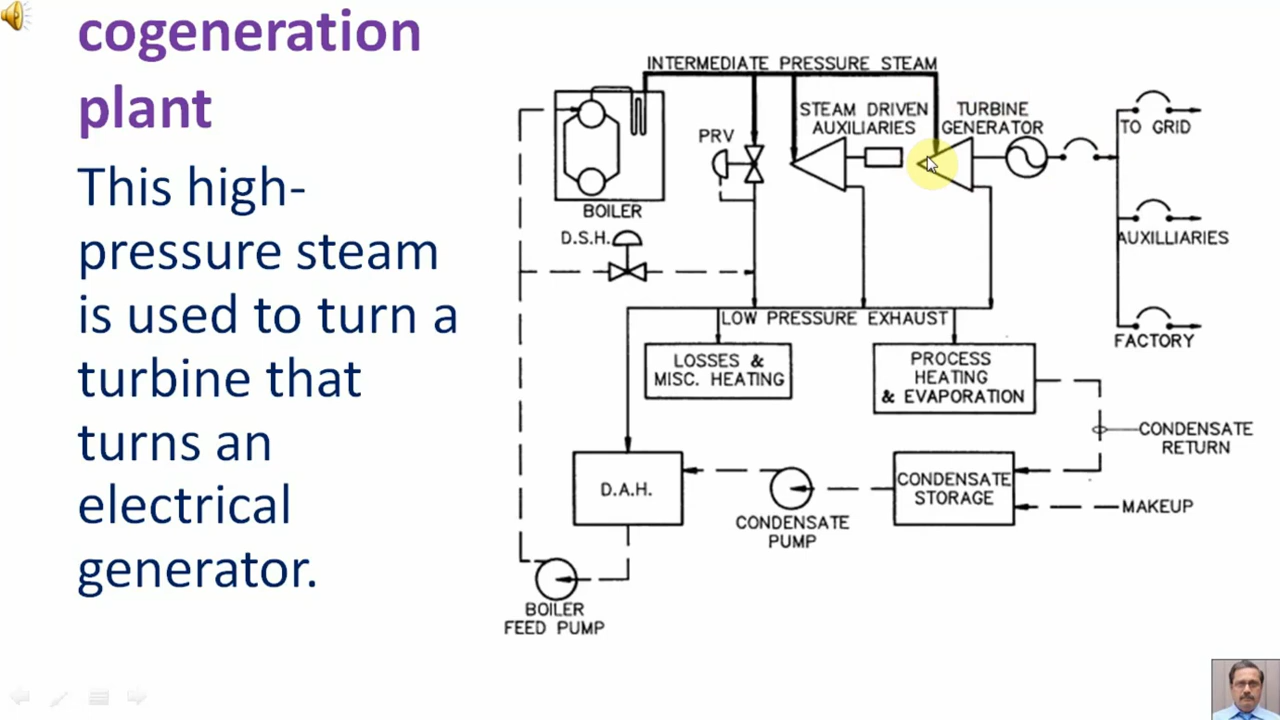 cogeneration
plant
This high-
pressure steam
is used to turn a
turbine that
turns an
electrical
generator.
INTERMEDIATE PRESSURE STEAM
STEAM DRIVEN
AUXILIARIES
TURBINE
GENERATOR
PRV
BOILER
D.S.H.
TO GRID
AUXILLIARIES
FACTORY
LOW PRESSURE EXHAUST
LOSSES &
MISC. HEATING
PROCESS
HEATING
& EVAPORATION
CONDENSATE
RETURN
D.A.H.
CONDENSATE
PUMP
CONDENSATE
STORAGE
MAKEUP
BOILER
FEED PUMP